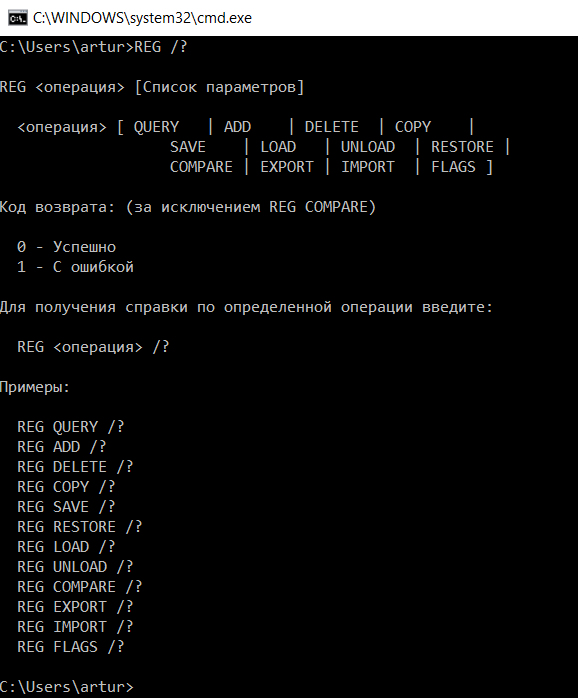 C:\WINDOWS\system32\cmd.exe
C:\Users\artur>REG /?
REG <операция> [Список параметров]
<операция> [ QUERY | ADD | DELETE | COPY |
SAVE | LOAD | UNLOAD | RESTORE |
COMPARE | EXPORT | IMPORT | FLAGS ]
Код возврата: (за исключением REG COMPARE)
0 - Успешно
1 - С ошибкой
Для получения справки по определенной операции введите:
REG <операция> /?
Примеры:
REG QUERY /?
REG ADD /?
REG DELETE /?
REG COPY /?
REG SAVE /?
REG RESTORE /?
REG LOAD /?
REG UNLOAD /?
REG COMPARE /?
REG EXPORT /?
REG IMPORT /?
REG FLAGS /?
C:\Users\artur>